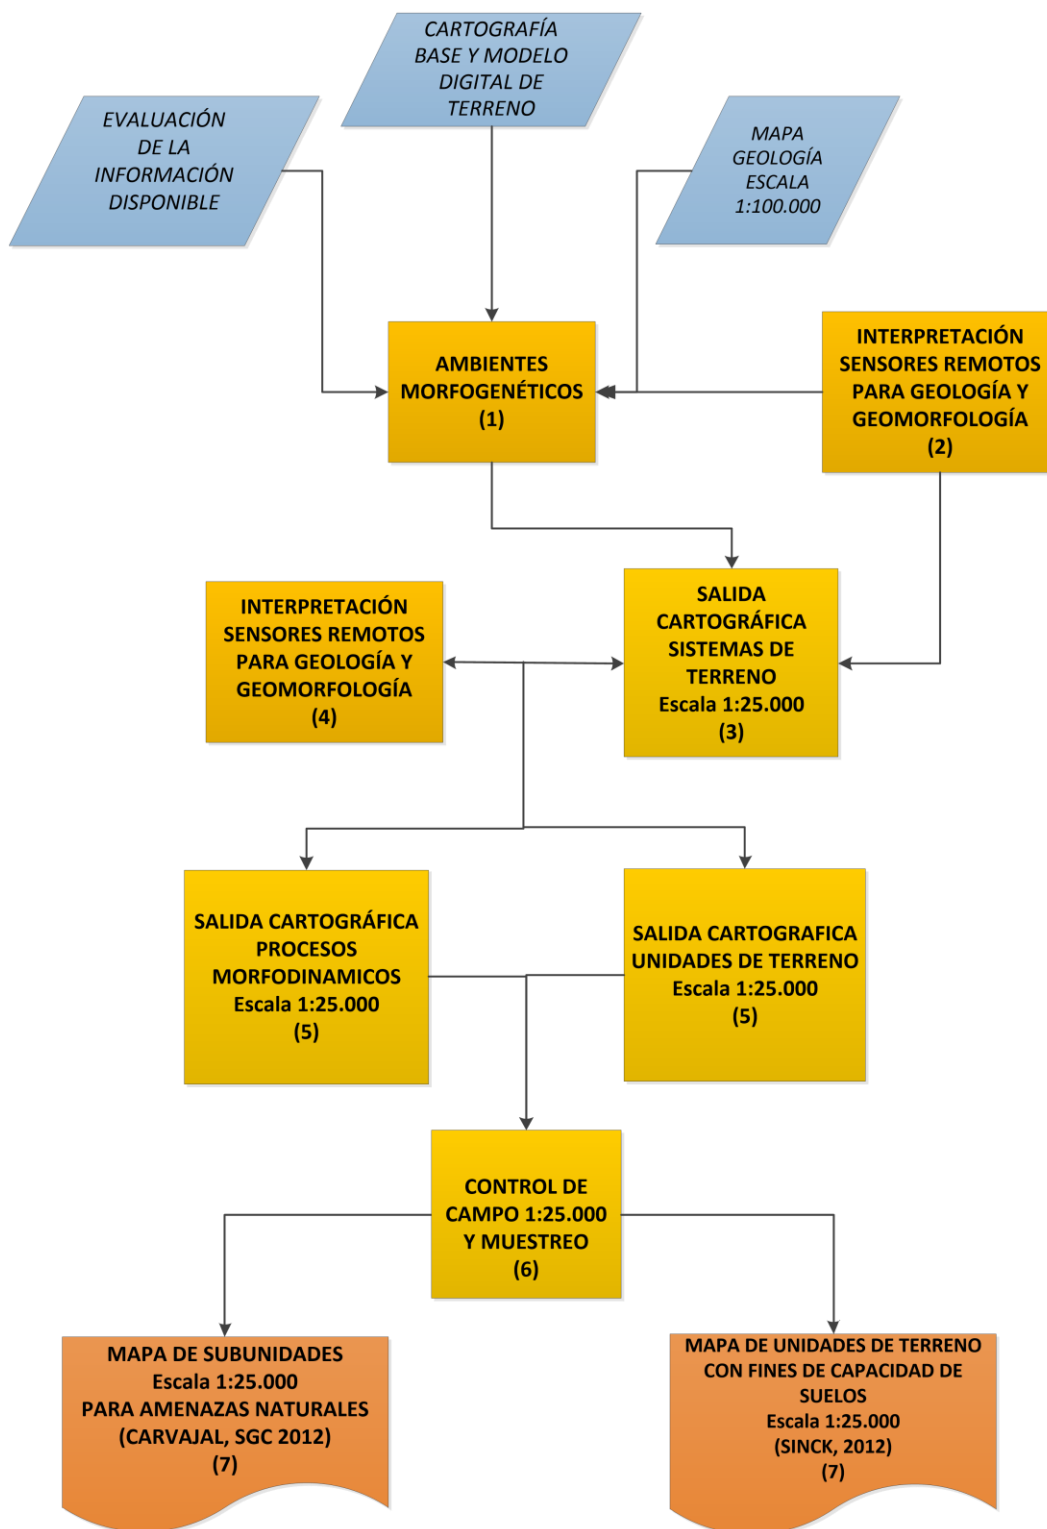 CARTOGRAFÍA
BASE Y MODELO
DIGITAL DE
TERRENO
EVALUACIÓN
DE LA
INFORMACIÓN
DISPONIBLE
MAPA
GEOLOGÍA
ESCALA
1:100.000
AMBIENTES
MORFOGENÉTICOS
(1)
INTERPRETACIÓN
SENSORES REMOTOS
PARA GEOLOGÍA Y
GEOMORFOLOGÍA
(2)
INTERPRETACIÓN
SENSORES REMOTOS
PARA GEOLOGÍA Y
GEOMORFOLOGÍA
(4)
SALIDA
CARTOGRÁFICA
SISTEMAS DE
TERRENO
Escala 1:25.000
(3)
SALIDA CARTOGRÁFICA
PROCESOS
MORFODINAMICOS
Escala 1:25.000
(5)
SALIDA CARTOGRAFICA
UNIDADES DE TERRENO
Escala 1:25.000
(5)
CONTROL DE
CAMPO 1:25.000
Y MUESTREO
(6)
MAPA DE SUBUNIDADES
Escala 1:25.000
PARA AMENAZAS NATURALES
(CARVAJAL, SGC 2012)
(7)
MAPA DE UNIDADES DE TERRENO
CON FINES DE CAPACIDAD DE
SUELOS
Escala 1:25.000
(SINCK, 2012)
(7)